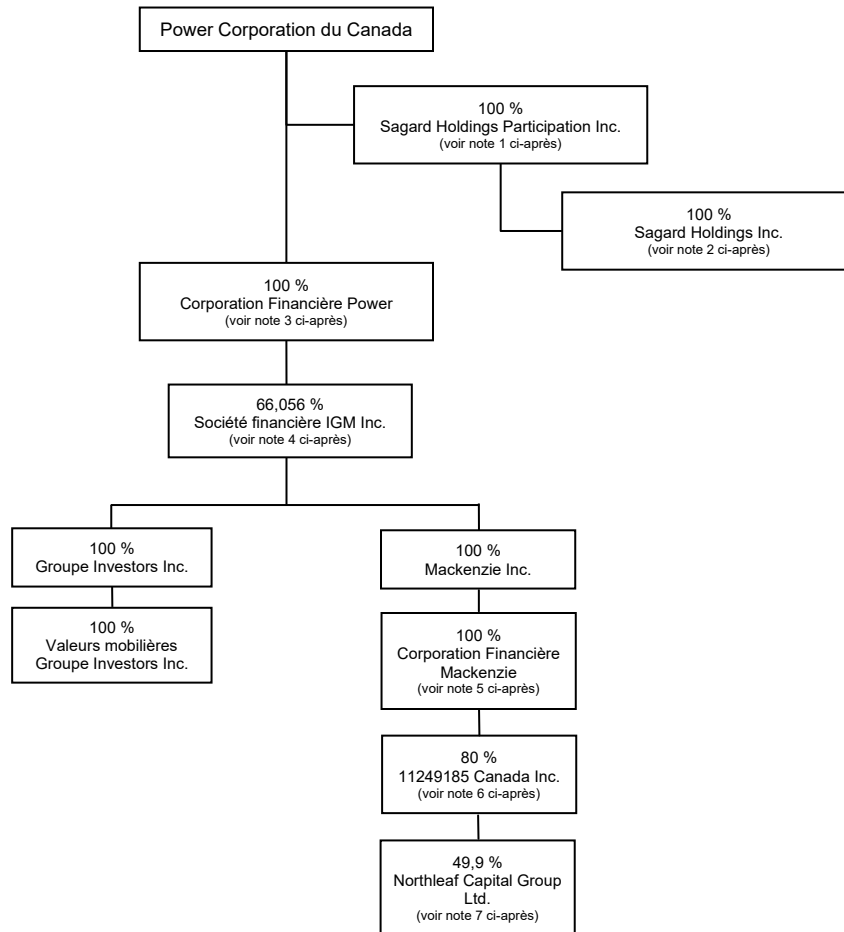 Power Corporation du Canada
100 %
Sagard Holdings Participation Inc.
(voir note 1 ci-après)
100 %
Sagard Holdings Inc.
(voir note 2 ci-après)
100 %
Corporation Financière Power
(voir note 3 ci-après)
66,056 %
Société financière IGM Inc.
(voir note 4 ci-après)
100 %
Groupe Investors Inc.
100 %
Valeurs mobilières
Groupe Investors Inc.
100 %
Mackenzie Inc.
100 %
Corporation Financière
Mackenzie
(voir note 5 ci-après)
80 %
11249185 Canada Inc.
(voir note 6 ci-après)
49,9 %
Northleaf Capital Group
Ltd.
(voir note 7 ci-après)